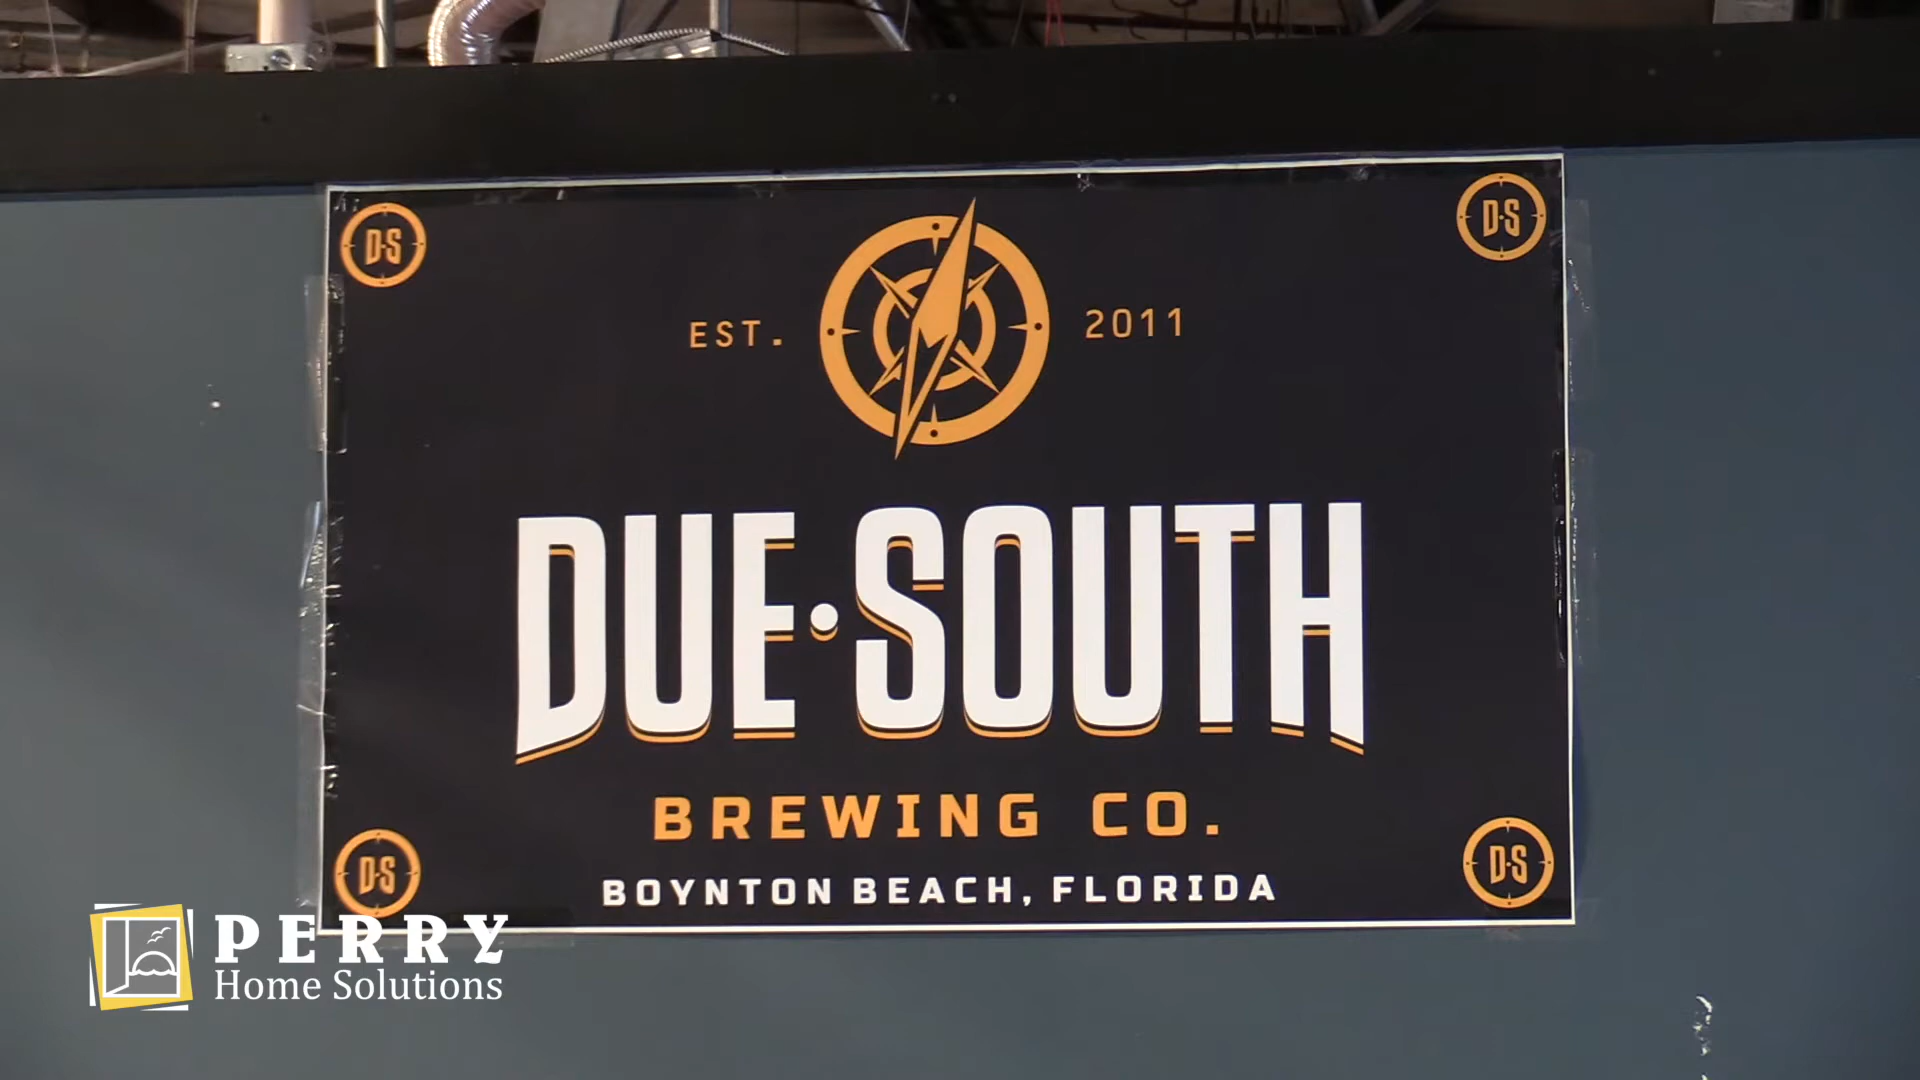 D·S
D·S
EST. 2011
DUE·SOUTH
BREWING CO.
BOYNTON BEACH, FLORIDA
D·S
D·S
PERRY
Home Solutions